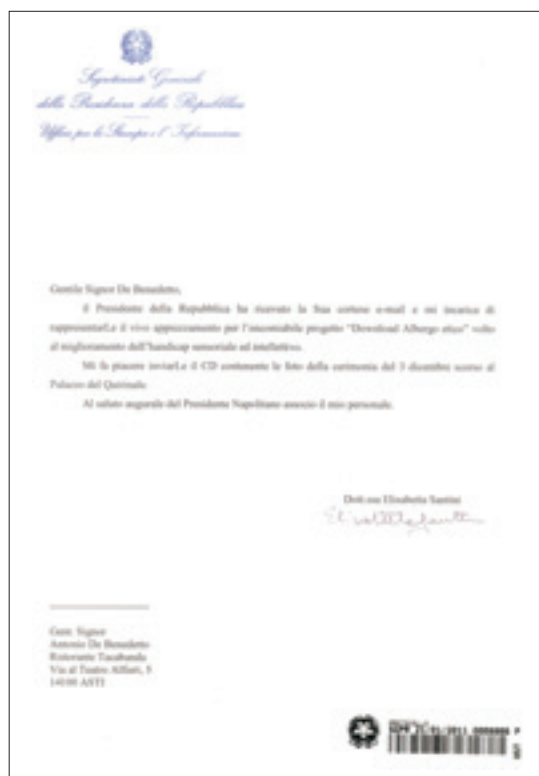 Segretariato Generale
della Presidenza della Repubblica
Ufficio per la Stampa e l'Informazione
Gentile Signor De Benedetto,
il Presidente della Repubblica ha ricevuto la Sua cortese e-mail e mi incarica di
rappresentarLe il vivo apprezzamento per l'encomiabile progetto "Download Albergo etico" volto
al miglioramento dell'handicap sensoriale ed intellettivo.
Mi fa piacere inviarLe il CD contenente le foto della cerimonia del 3 dicembre scorso al
Palazzo del Quirinale.
Al saluto augurale del Presidente Napolitano associo il mio personale.
Dott.ssa Elisabetta Santini
Gent. Signor
Antonio De Benedetto
Ristorante Tacabanda
Via al Teatro Alfieri, 5
14100 ASTI